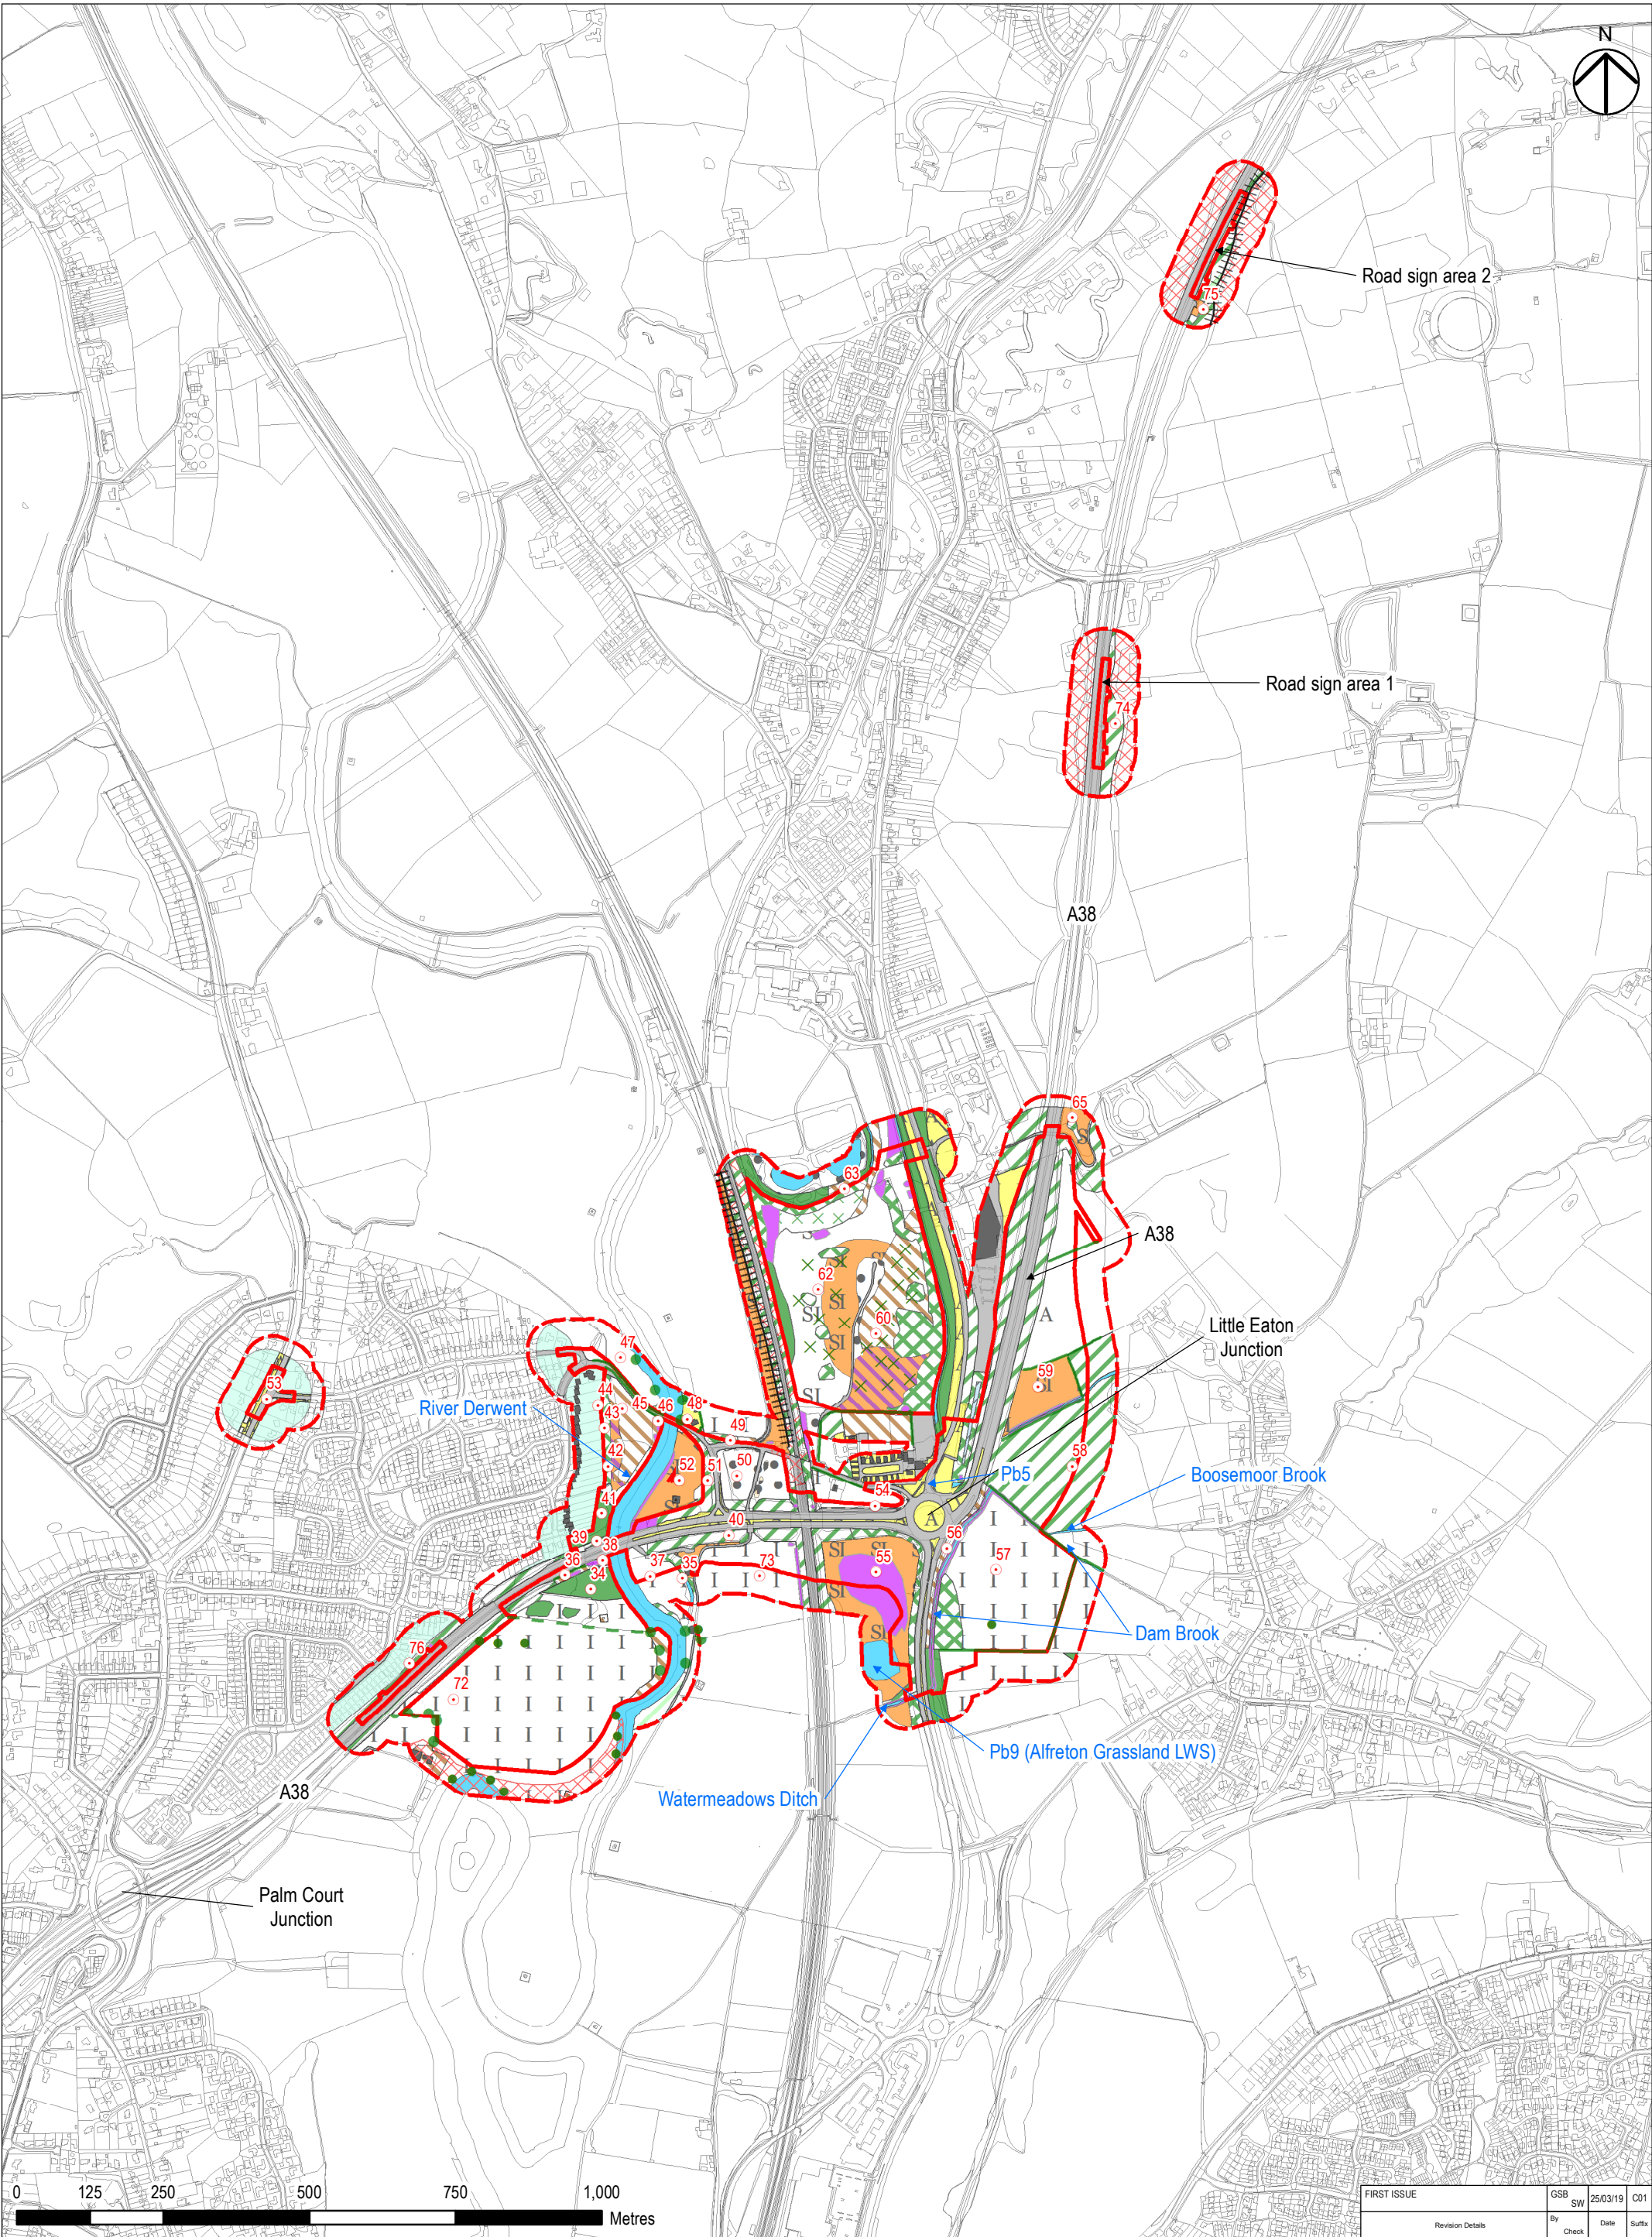 N
Road sign area 2
75
Road sign area 1
74
A38
65
63
A38
62
60
Little Eaton
Junction
59
53
47
44
43
45
46
48
49
River Derwent
42
52
51
50
58
Pb5
Boosemoor Brook
41
54
A
40
39
38
36
37
35
34
73
55
56
57
SI
I
Dam Brook
76
72
Pb9 (Alfreton Grassland LWS)
A38
Watermeadows Ditch
Palm Court
Junction
0 125 250 500 750 1,000
Metres
FIRST ISSUE
GSB
SW
25/03/19
C01
Revision Details
By
Check
Date
Suffix